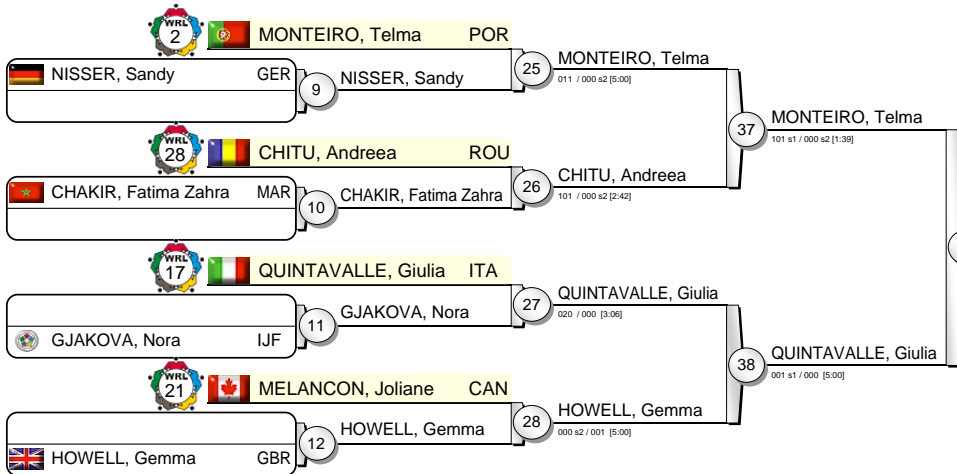 WRL 2 MONTEIRO, Telma POR
NISSER, Sandy GER
9 NISSER, Sandy
25 MONTEIRO, Telma
011 / 000 s2 [5:00]
WRL 28 CHITU, Andreea ROU
CHAKIR, Fatima Zahra MAR
10 CHAKIR, Fatima Zahra
26 CHITU, Andreea
101 / 000 s2 [2:42]
37 MONTEIRO, Telma
101 s1 / 000 s2 [1:39]
WRL 17 QUINTAVALLE, Giulia ITA
11 GJAKOVA, Nora
GJAKOVA, Nora IJF
27 QUINTAVALLE, Giulia
020 / 000 [3:06]
WRL 21 MELANCON, Joliane CAN
12 HOWELL, Gemma
HOWELL, Gemma GBR
28 HOWELL, Gemma
000 s2 / 001 [5:00]
38 QUINTAVALLE, Giulia
001 s1 / 000 [5:00]